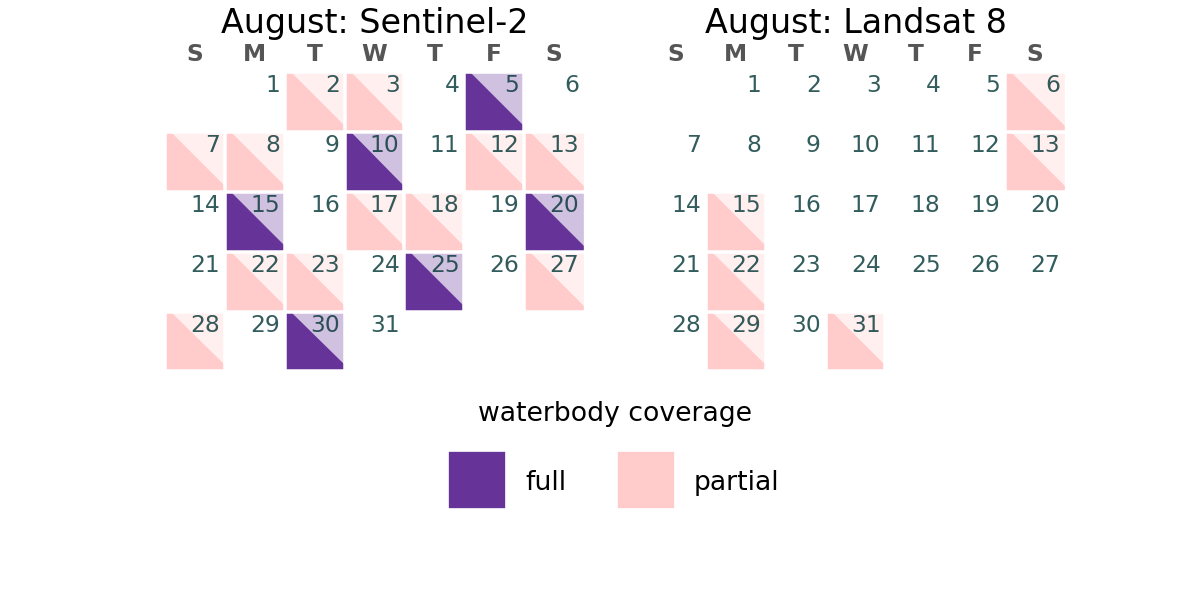 August: Sentinel-2
S M T W T F S
1 2 3 4 5 6
7 8 9 10 11 12 13
14 15 16 17 18 19 20
21 22 23 24 25 26 27
28 29 30 31
August: Landsat 8
S M T W T F S
1 2 3 4 5 6
7 8 9 10 11 12 13
14 15 16 17 18 19 20
21 22 23 24 25 26 27
28 29 30 31
waterbody coverage
full
partial